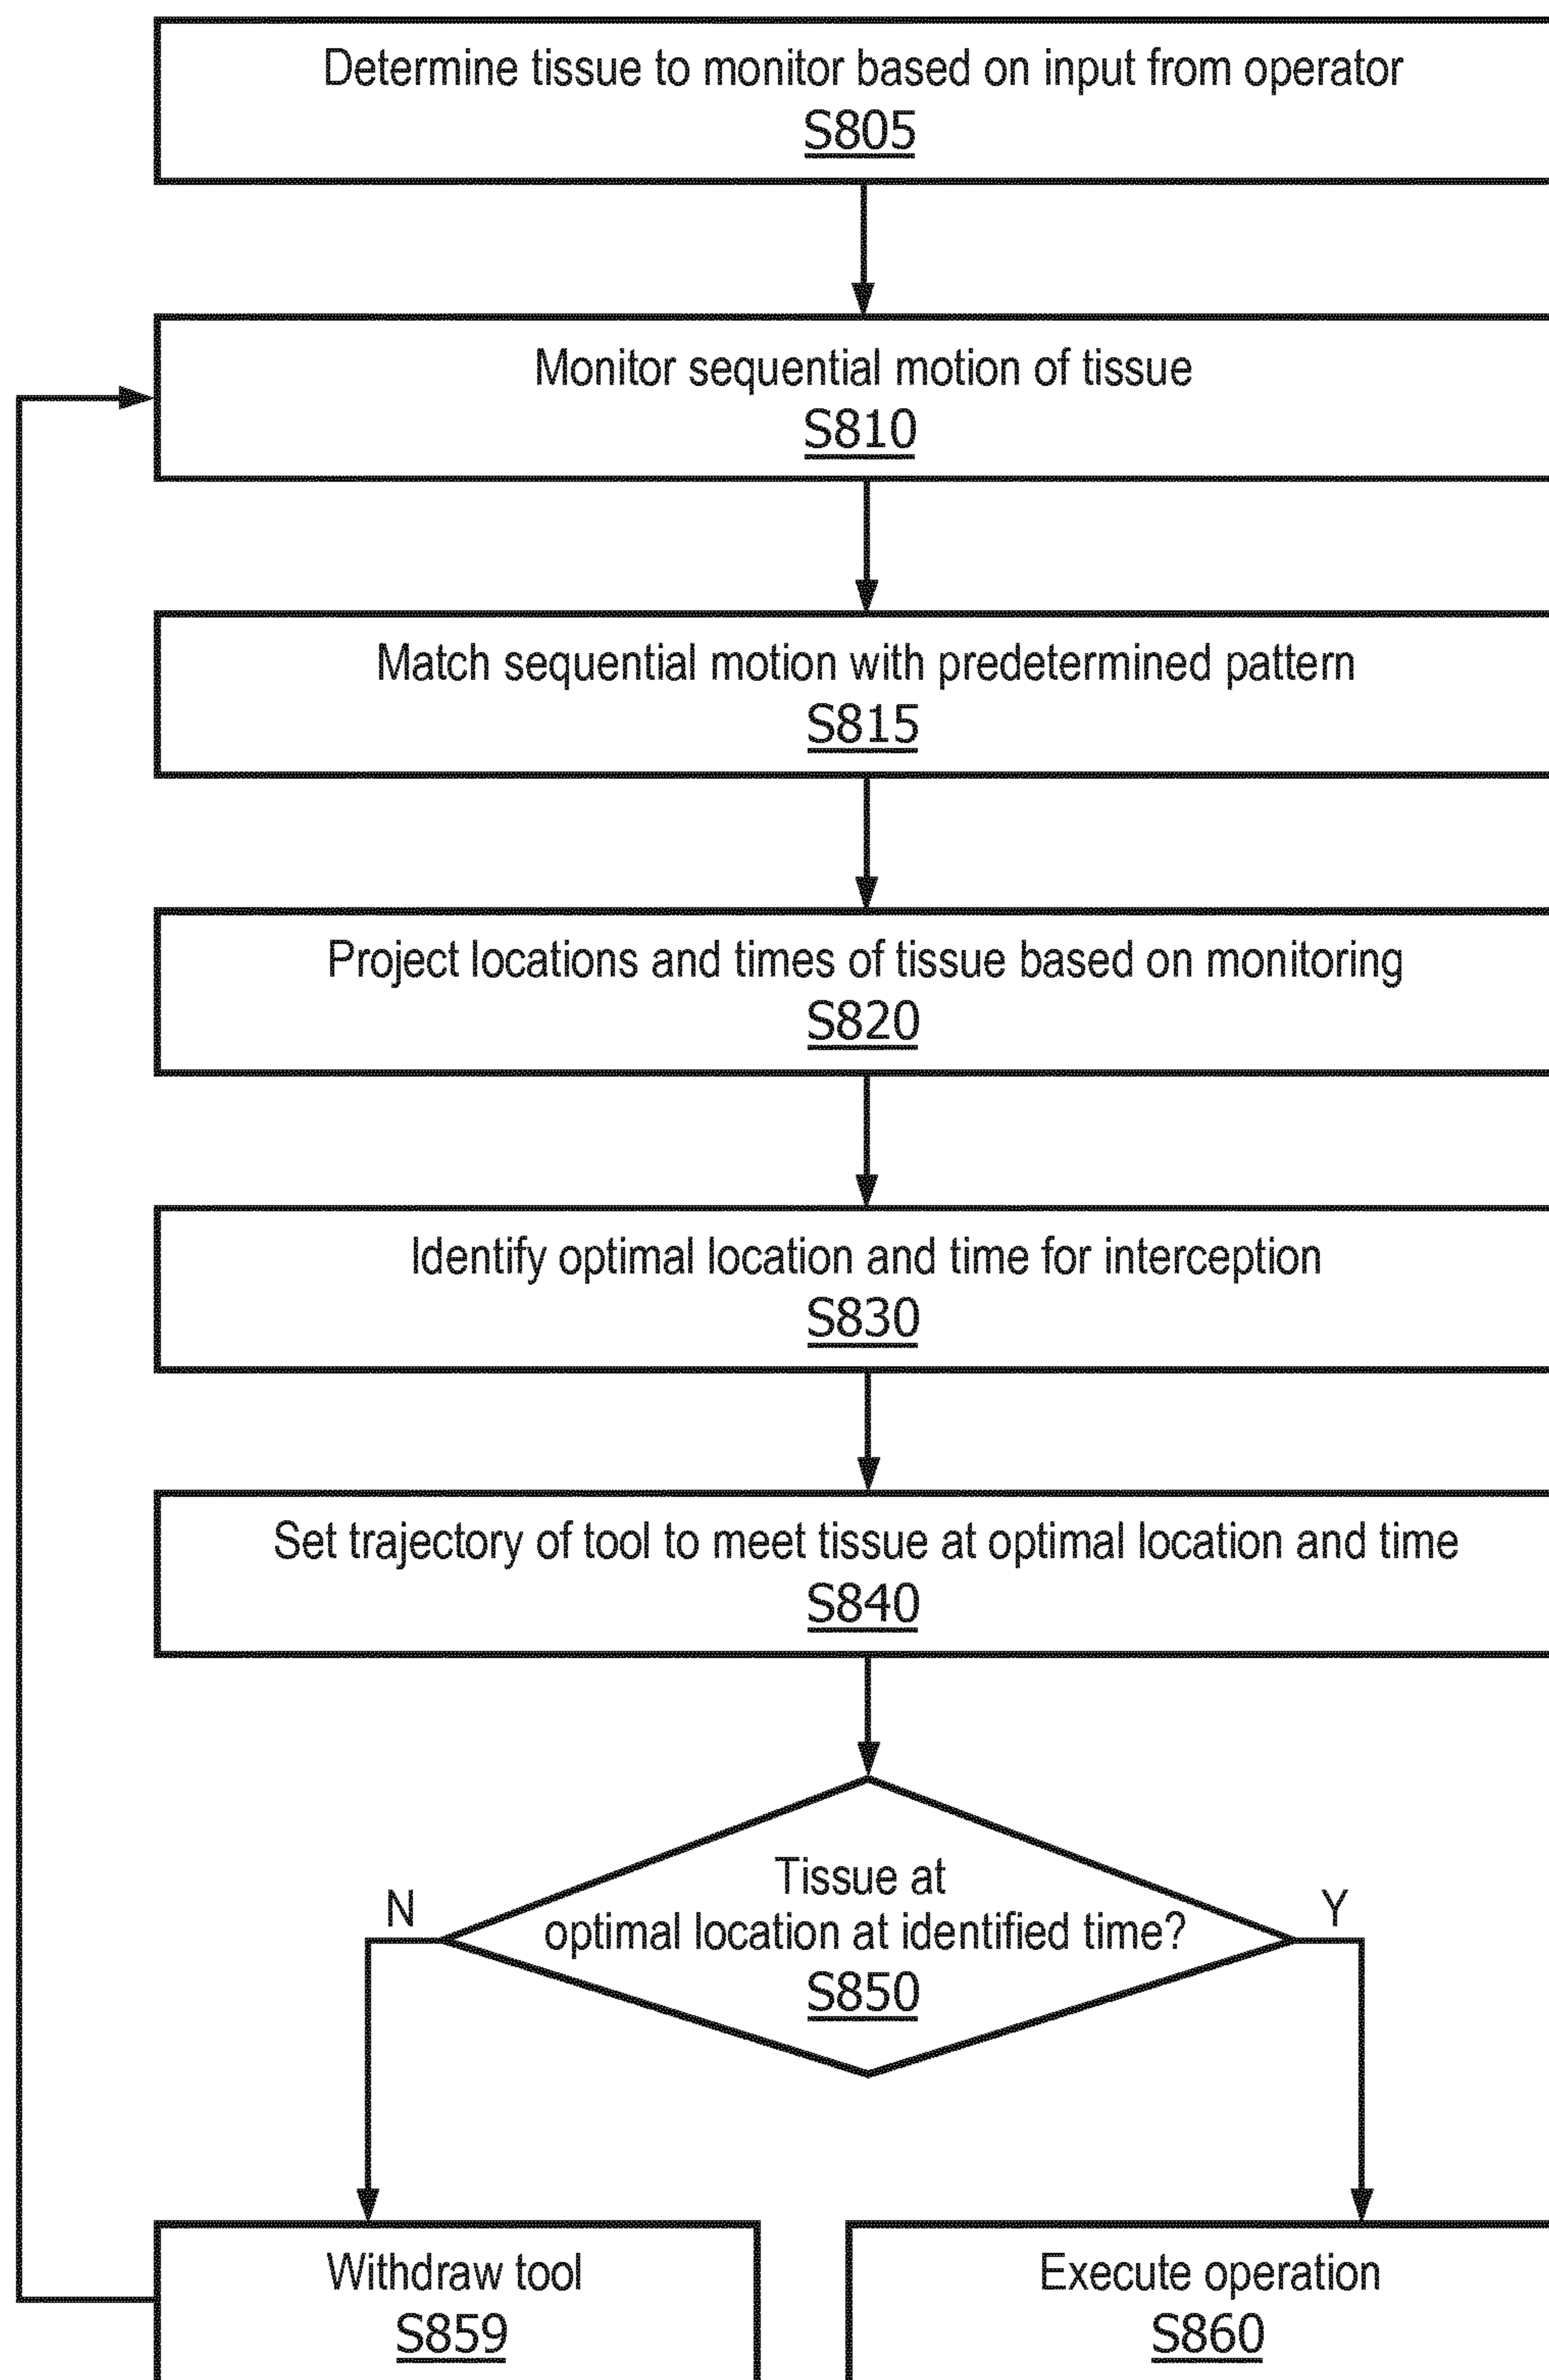 Determine tissue to monitor based on input from operator
S805
Monitor sequential motion of tissue
S810
Match sequential motion with predetermined pattern
S815
Project locations and times of tissue based on monitoring
S820
Identify optimal location and time for interception
S830
Set trajectory of tool to meet tissue at optimal location and time
S840
Tissue at
optimal location at identified time?
S850
N
Y
Withdraw tool
S859
Execute operation
S860